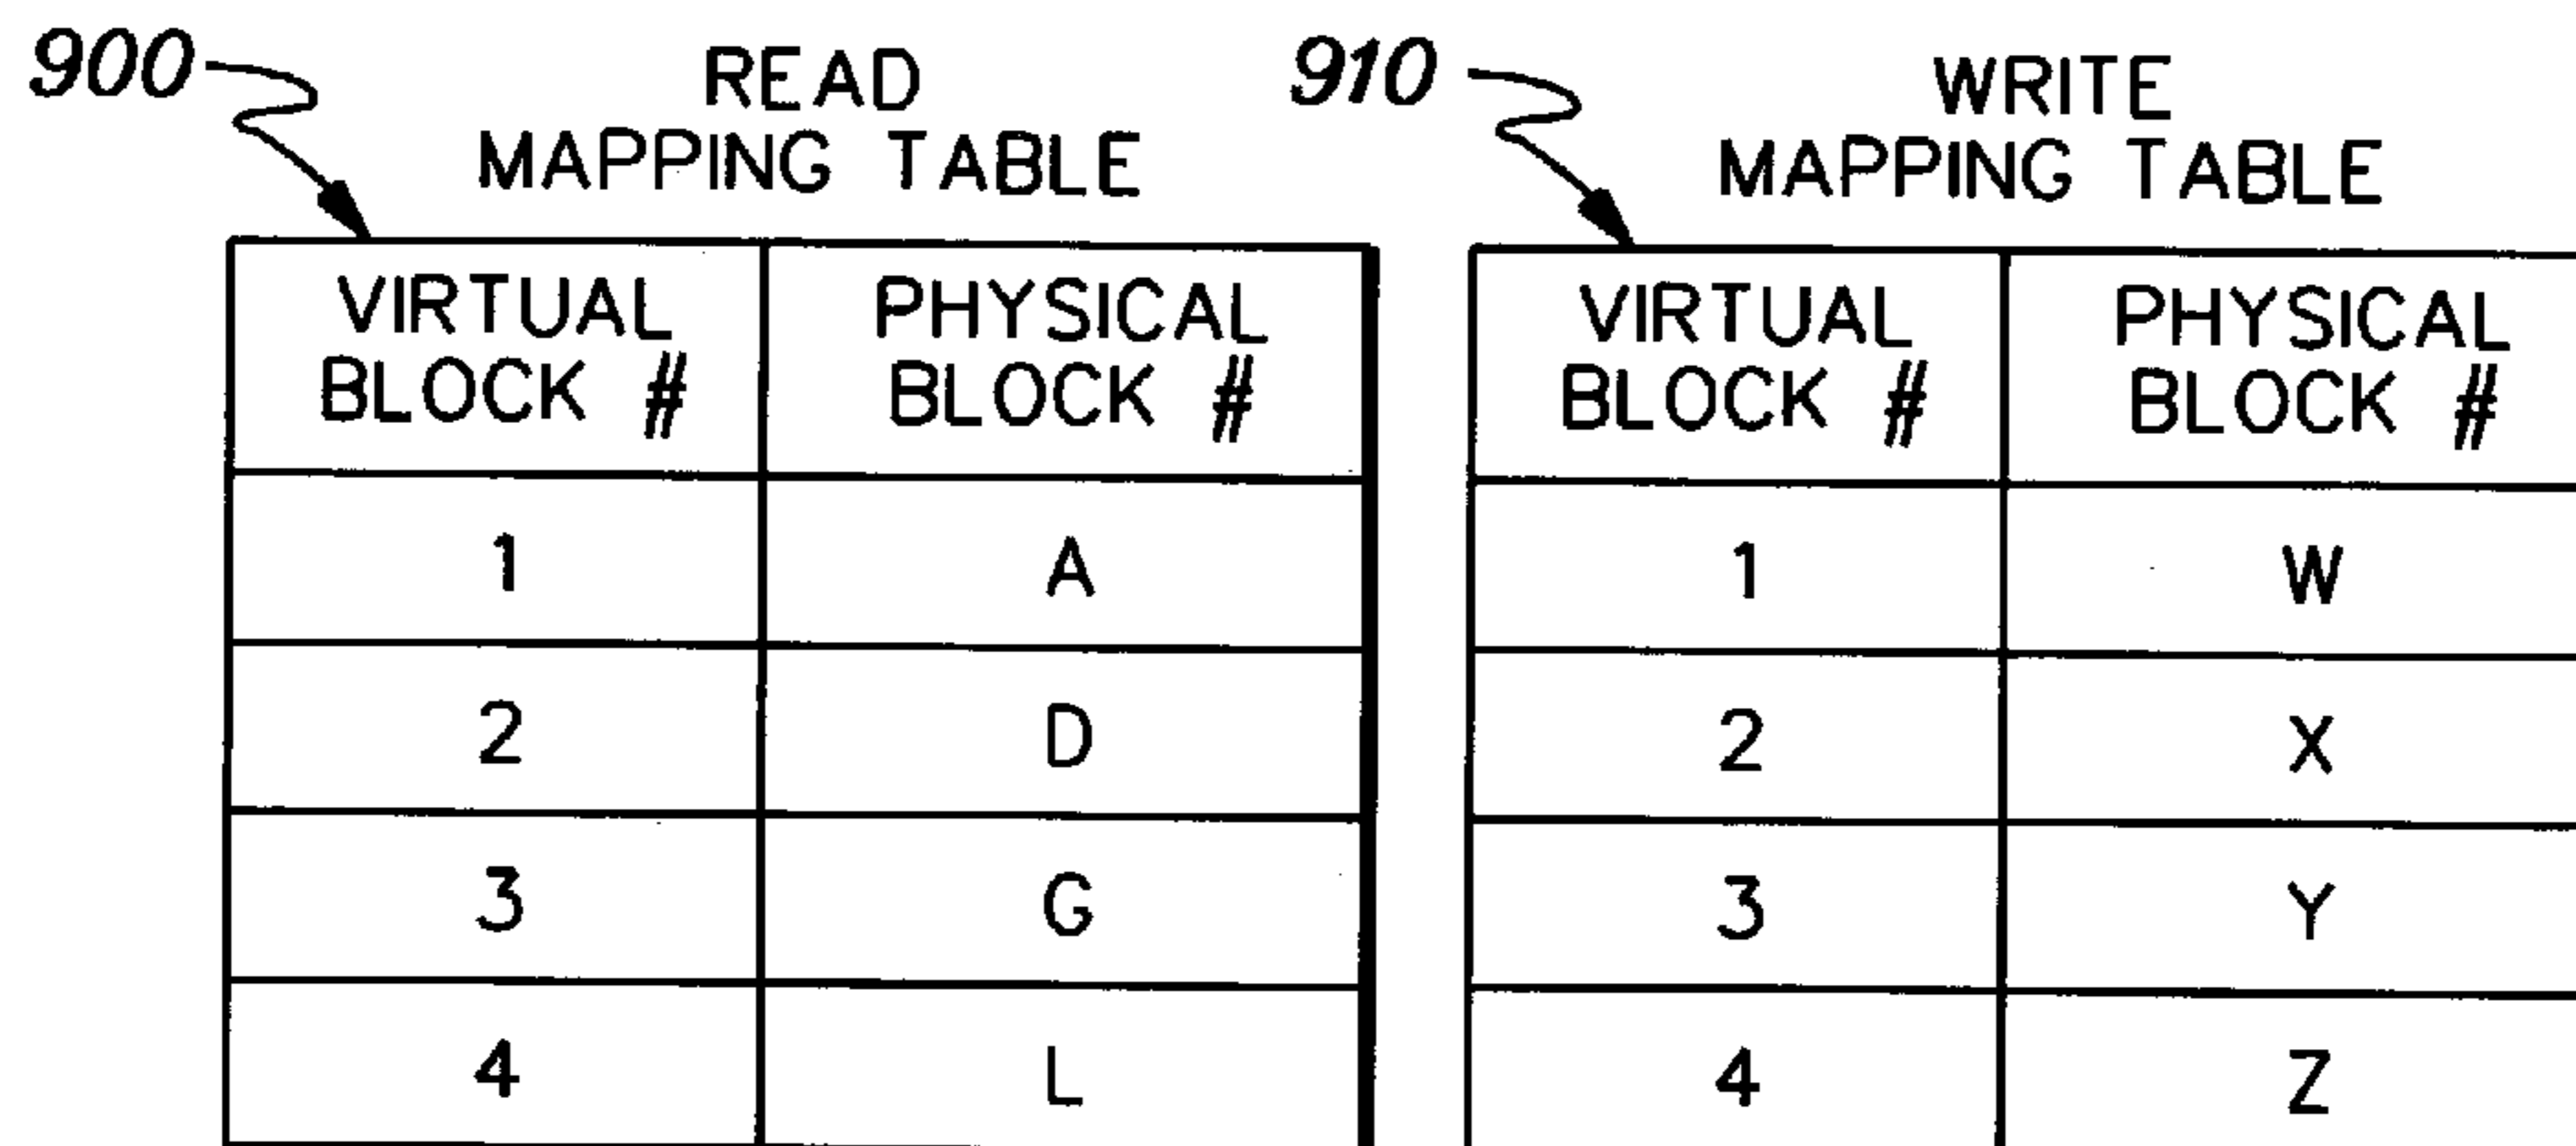 900
READ
MAPPING TABLE
VIRTUAL BLOCK # PHYSICAL BLOCK #
1 A
2 D
3 G
4 L
910
WRITE
MAPPING TABLE
VIRTUAL BLOCK # PHYSICAL BLOCK #
1 W
2 X
3 Y
4 Z